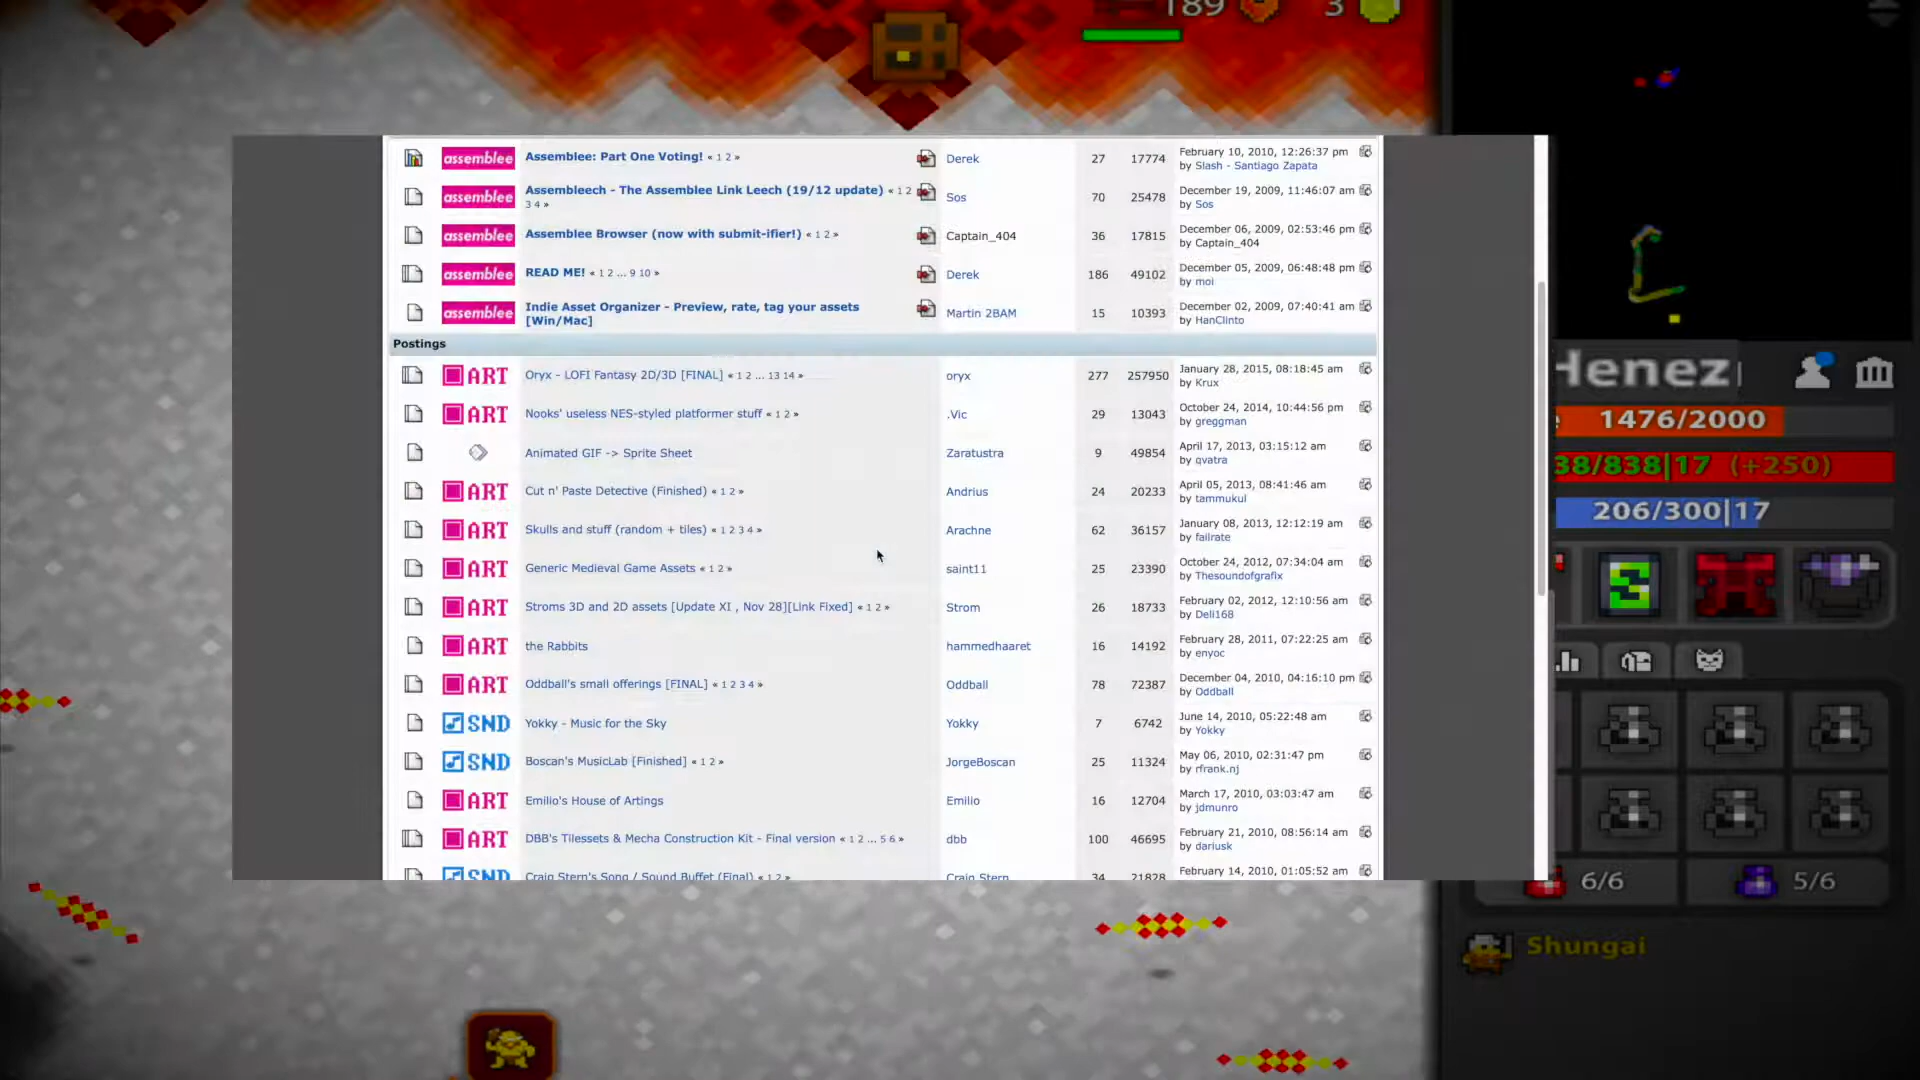 189 3
assemblee Assemblee: Part One Voting! « 1 2 » Derek 27 17774 February 10, 2010, 12:26:37 pm
by Slash - Santiago Zapata
assemblee Assembleech - The Assemblee Link Leech (19/12 update) « 1 2
3 4 » Sos 70 25478 December 19, 2009, 11:46:07 am
by Sos
assemblee Assemblee Browser (now with submit-ifier!) « 1 2 » Captain_404 36 17815 December 06, 2009, 02:53:46 pm
by Captain_404
assemblee READ ME! « 1 2 ... 9 10 » Derek 186 49102 December 05, 2009, 06:48:48 pm
by moi
assemblee Indie Asset Organizer - Preview, rate, tag your assets
[Win/Mac] Martin 2BAM 15 10393 December 02, 2009, 07:40:41 am
by HanClinto
Postings
ART Oryx - LOFI Fantasy 2D/3D [FINAL] « 1 2 ... 13 14 » oryx 277 257950 January 28, 2015, 08:18:45 am
by Krux
ART Nooks' useless NES-styled platformer stuff « 1 2 » .Vic 29 13043 October 24, 2014, 10:44:56 pm
by greggman
Animated GIF -> Sprite Sheet Zaratustra 9 49854 April 17, 2013, 03:15:12 am
by qvatra
ART Cut n' Paste Detective (Finished) « 1 2 » Andrius 24 20233 April 05, 2013, 08:41:46 am
by tammukul
ART Skulls and stuff (random + tiles) « 1 2 3 4 » Arachne 62 36157 January 08, 2013, 12:12:19 am
by failrate
ART Generic Medieval Game Assets « 1 2 » saint11 25 23390 October 24, 2012, 07:34:04 am
by Thesoundofgrafix
ART Stroms 3D and 2D assets [Update XI , Nov 28][Link Fixed] « 1 2 » Strom 26 18733 February 02, 2012, 12:10:56 am
by Deli168
ART the Rabbits hammedhaaret 16 14192 February 28, 2011, 07:22:25 am
by enyoc
ART Oddball's small offerings [FINAL] « 1 2 3 4 » Oddball 78 72387 December 04, 2010, 04:16:10 pm
by Oddball
SND Yokky - Music for the Sky Yokky 7 6742 June 14, 2010, 05:22:48 am
by Yokky
SND Boscan's MusicLab [Finished] « 1 2 » JorgeBoscan 25 11324 May 06, 2010, 02:31:47 pm
by rfrank.nj
ART Emilio's House of Artings Emilio 16 12704 March 17, 2010, 03:03:47 am
by jdmunro
ART DBB's Tilessets & Mecha Construction Kit - Final version « 1 2 ... 5 6 » dbb 100 46695 February 21, 2010, 08:56:14 am
by dariusk
SND Craig Stern's Song / Sound Buffet (Final) « 1 2 » Craig Stern 34 21828 February 14, 2010, 01:05:52 am
Henez
1476/2000
38/838|17 (+250)
206/300|17
S
6/6 5/6
Shungai